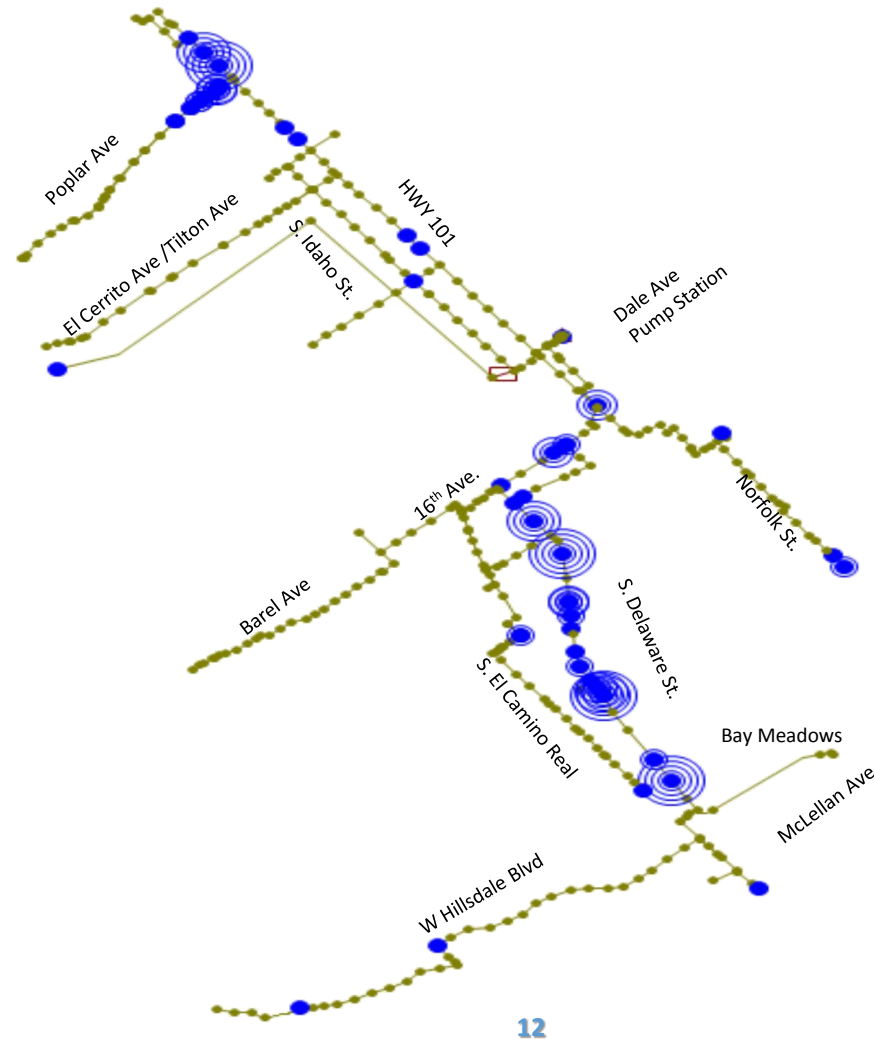 Poplar Ave
HWY 101
El Cerrito Ave /Tilton Ave
S. Idaho St.
Dale Ave
Pump Station
16th Ave.
Norfolk St.
Barel Ave
S. Delaware St.
S. El Camino Real
Bay Meadows
McLellan Ave
W Hillsdale Blvd
12